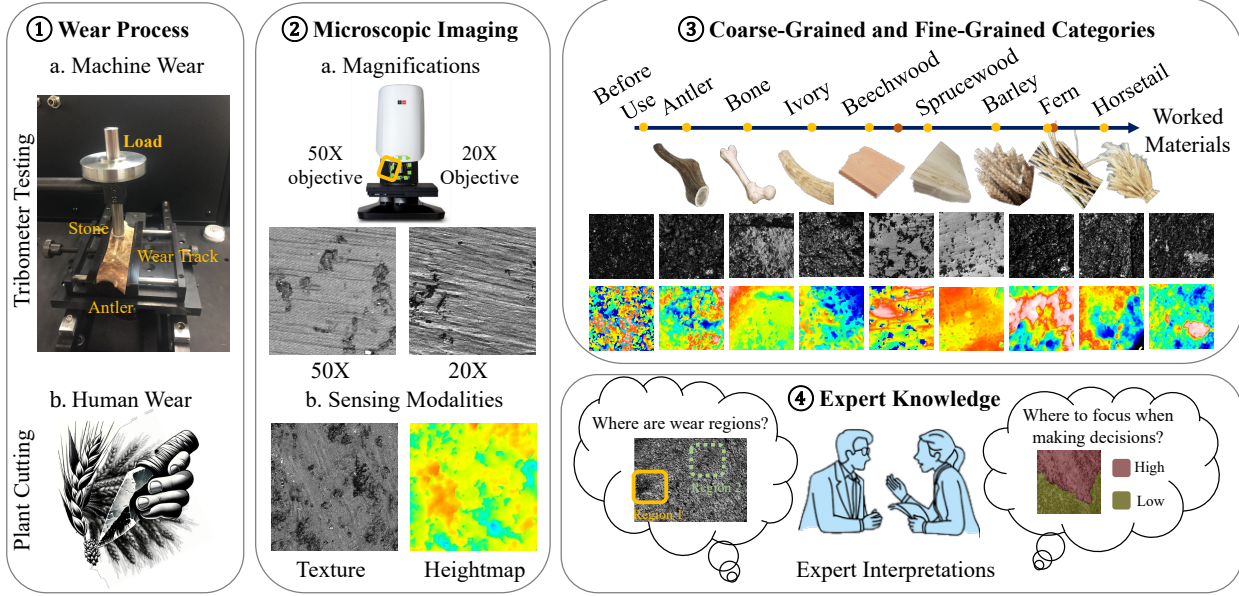 ① Wear Process
a. Machine Wear
Tribometer Testing
Load
Stone
Wear Track
Antler
b. Human Wear
Plant Cutting
② Microscopic Imaging
a. Magnifications
50X
objective
20X
Objective
50X
20X
b. Sensing Modalities
Texture
Heightmap
③ Coarse-Grained and Fine-Grained Categories
Before
Use
Antler
Bone
Ivory
Beechwood
Sprucewood
Barley
Fern
Horsetail
Worked
Materials
④ Expert Knowledge
Where are wear regions?
Region 1
Region 2
Where to focus when
making decisions?
High
Low
Expert Interpretations